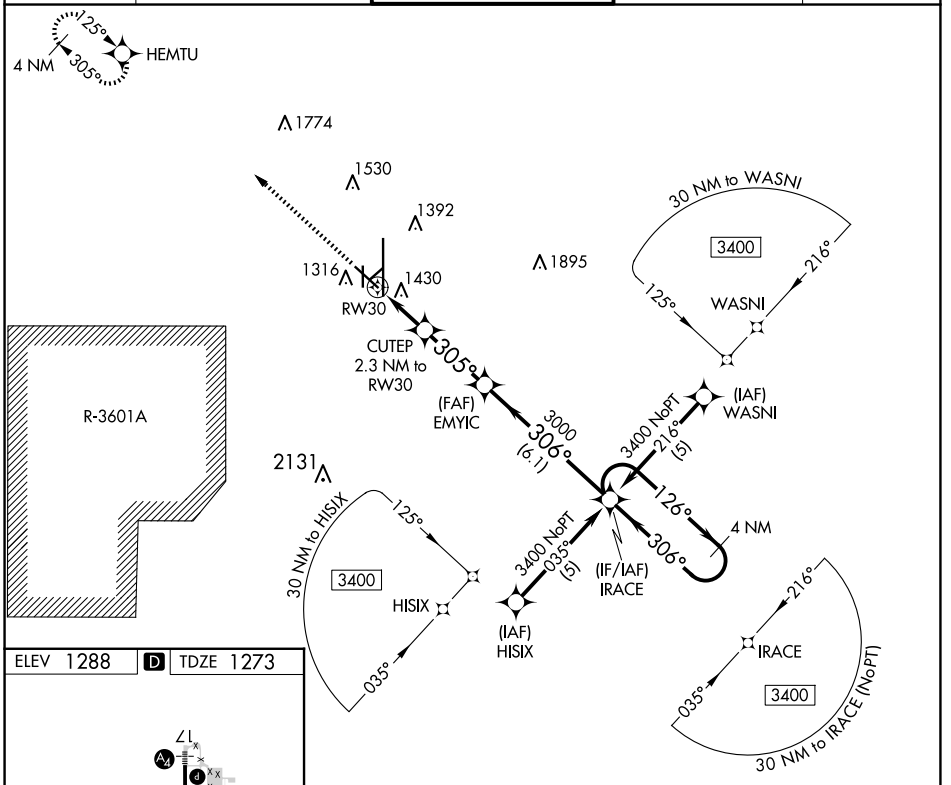 125°
HEMTU
4 NM
305°
1774
1530
1392
30 NM to WASNI
3400
216°
1895
1316
1430
125°
WASNI
RW30
CUTEP
2.3 NM to
RW30
305°
(FAF)
EMYIC
(IAF)
WASNI
R-3601A
3000
306°
(6.1)
3400 NoPT
216°
(5)
2131
126°
4 NM
306°
30 NM to HISIX
125°
3400
HISIX
035°
3400 NoPT
035°
(5)
(IF/IAF)
IRACE
(IAF)
HISIX
216°
IRACE
035°
3400
30 NM to IRACE (NoPT)
ELEV 1288
D
TDZE 1273
17
A4
P
X
X
X
X